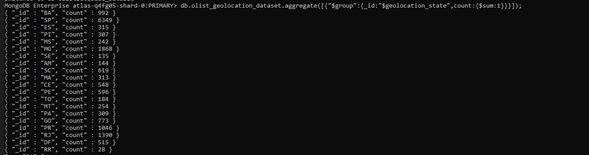 MongoDB Enterprise atlas-q4fg05-shard-0:PRIMARY> db.olist_geolocation_dataset.aggregate([{"$group":{_id:"$geolocation_state",count:{$sum:1}}}]);
{ "_id" : "BA", "count" : 992 }
{ "_id" : "SP", "count" : 6349 }
{ "_id" : "ES", "count" : 315 }
{ "_id" : "PI", "count" : 307 }
{ "_id" : "MS", "count" : 242 }
{ "_id" : "MG", "count" : 1868 }
{ "_id" : "SE", "count" : 135 }
{ "_id" : "AM", "count" : 144 }
{ "_id" : "SC", "count" : 619 }
{ "_id" : "MA", "count" : 313 }
{ "_id" : "CE", "count" : 548 }
{ "_id" : "PE", "count" : 596 }
{ "_id" : "TO", "count" : 184 }
{ "_id" : "MT", "count" : 254 }
{ "_id" : "PA", "count" : 309 }
{ "_id" : "GO", "count" : 773 }
{ "_id" : "PR", "count" : 1046 }
{ "_id" : "RJ", "count" : 1390 }
{ "_id" : "DF", "count" : 515 }
{ "_id" : "RR", "count" : 28 }